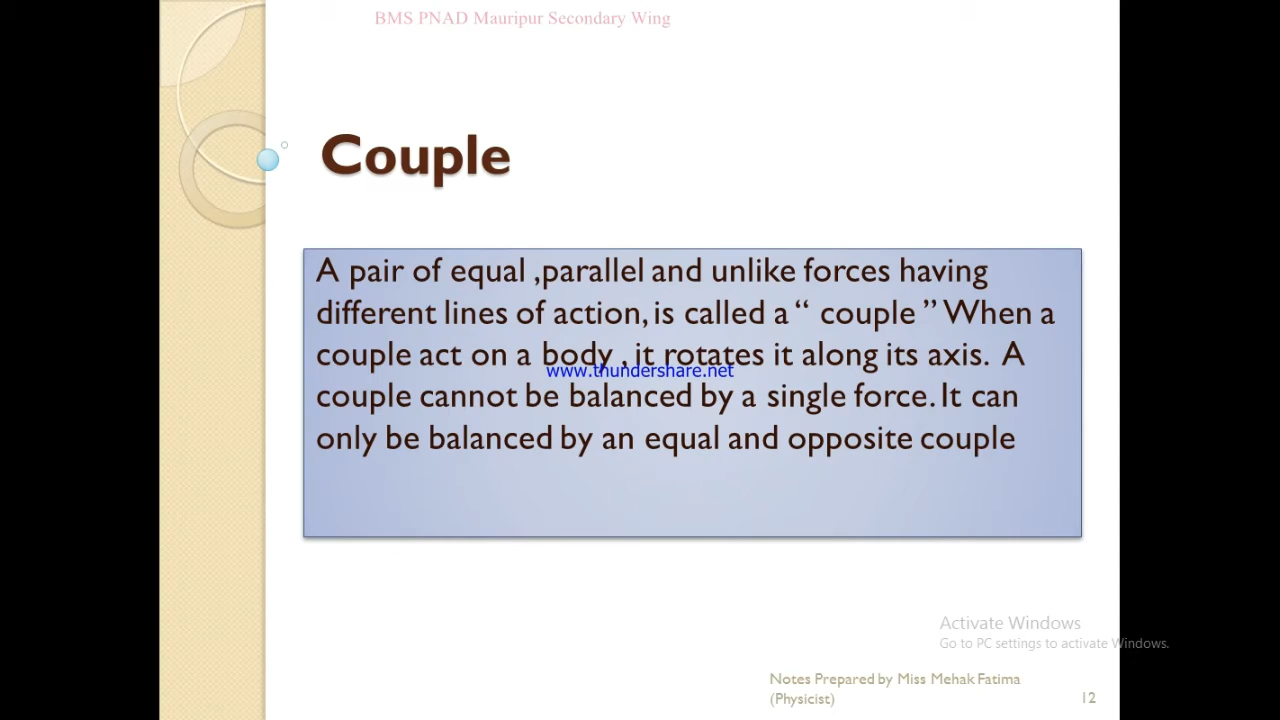 BMS PNAD Mauripur Secondary Wing
Couple
A pair of equal ,parallel and unlike forces having
different lines of action, is called a “ couple ” When a
couple act on a body , it rotates it along its axis. A
www.thundershare.net
couple cannot be balanced by a single force. It can
only be balanced by an equal and opposite couple
Activate Windows
Go to PC settings to activate Windows.
Notes Prepared by Miss Mehak Fatima
(Physicist)
12